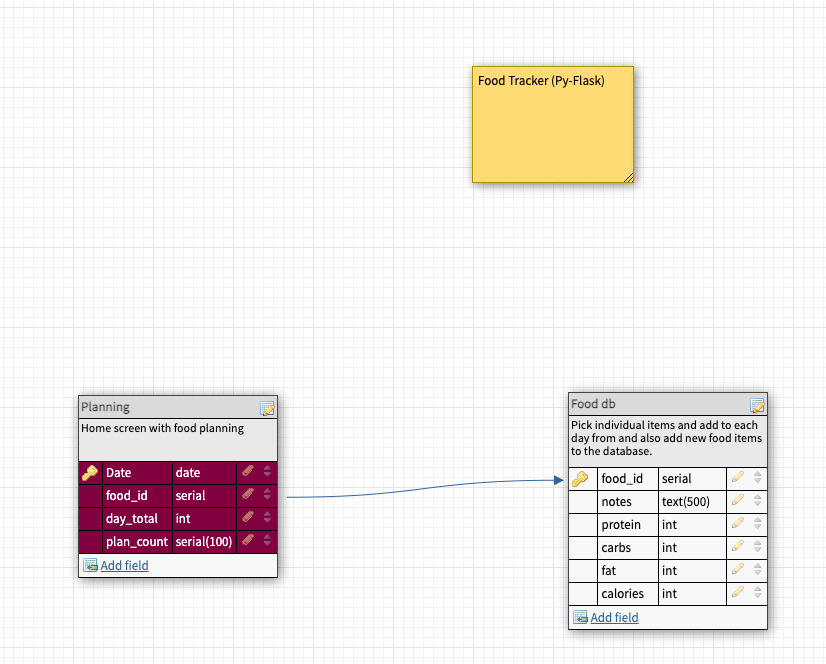 Food Tracker (Py-Flask)
Planning
Home screen with food planning
Date date
food_id serial
day_total int
plan_count serial(100)
Add field
Food db
Pick individual items and add to each
day from and also add new food items
to the database.
food_id serial
notes text(500)
protein int
carbs int
fat int
calories int
Add field